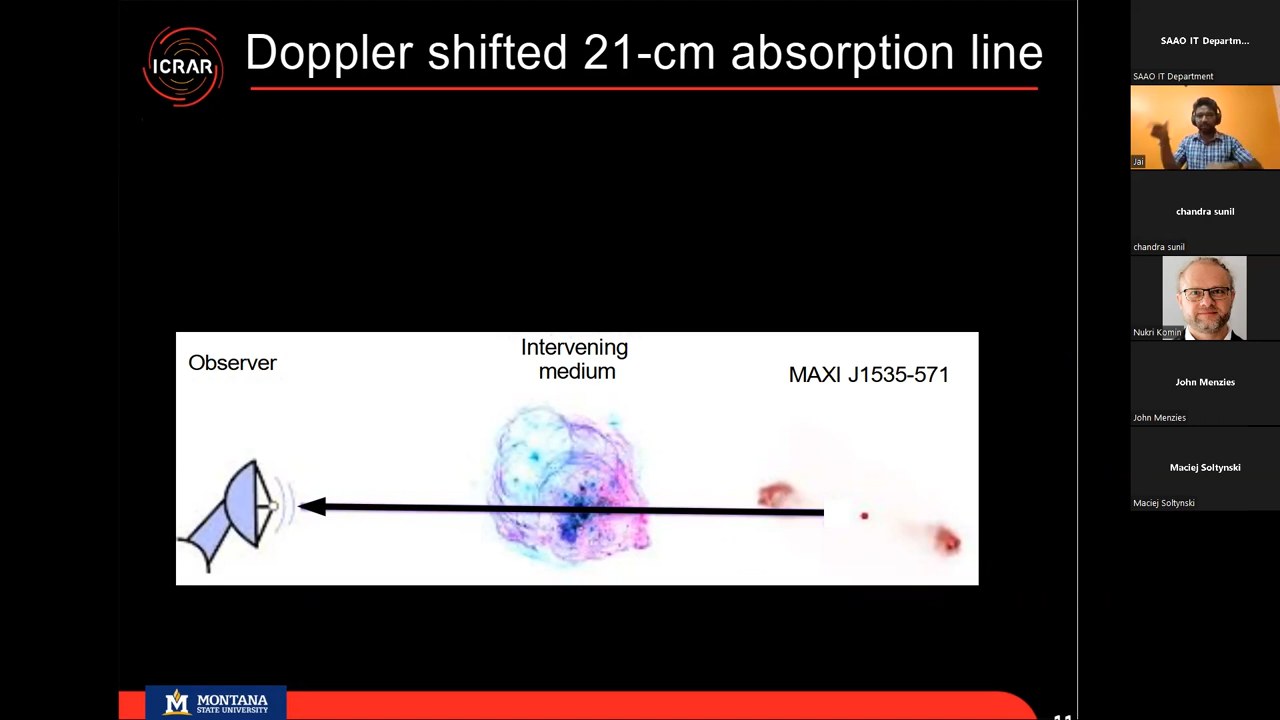 ICRAR
Doppler shifted 21-cm absorption line
Observer
Intervening
medium
MAXI J1535-571
MONTANA
STATE UNIVERSITY
11
SAAO IT Departm...
SAAO IT Department
Jai
chandra sunil
chandra sunil
Nukri Komin
John Menzies
John Menzies
Maciej Soltynski
Maciej Soltynski